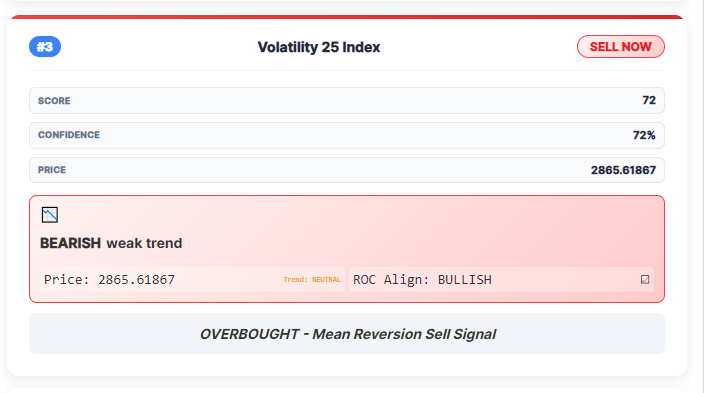 #3 Volatility 25 Index SELL NOW
SCORE 72
CONFIDENCE 72%
PRICE 2865.61867
BEARISH weak trend
Price: 2865.61867 Trend: NEUTRAL ROC Align: BULLISH ☑
OVERBOUGHT - Mean Reversion Sell Signal